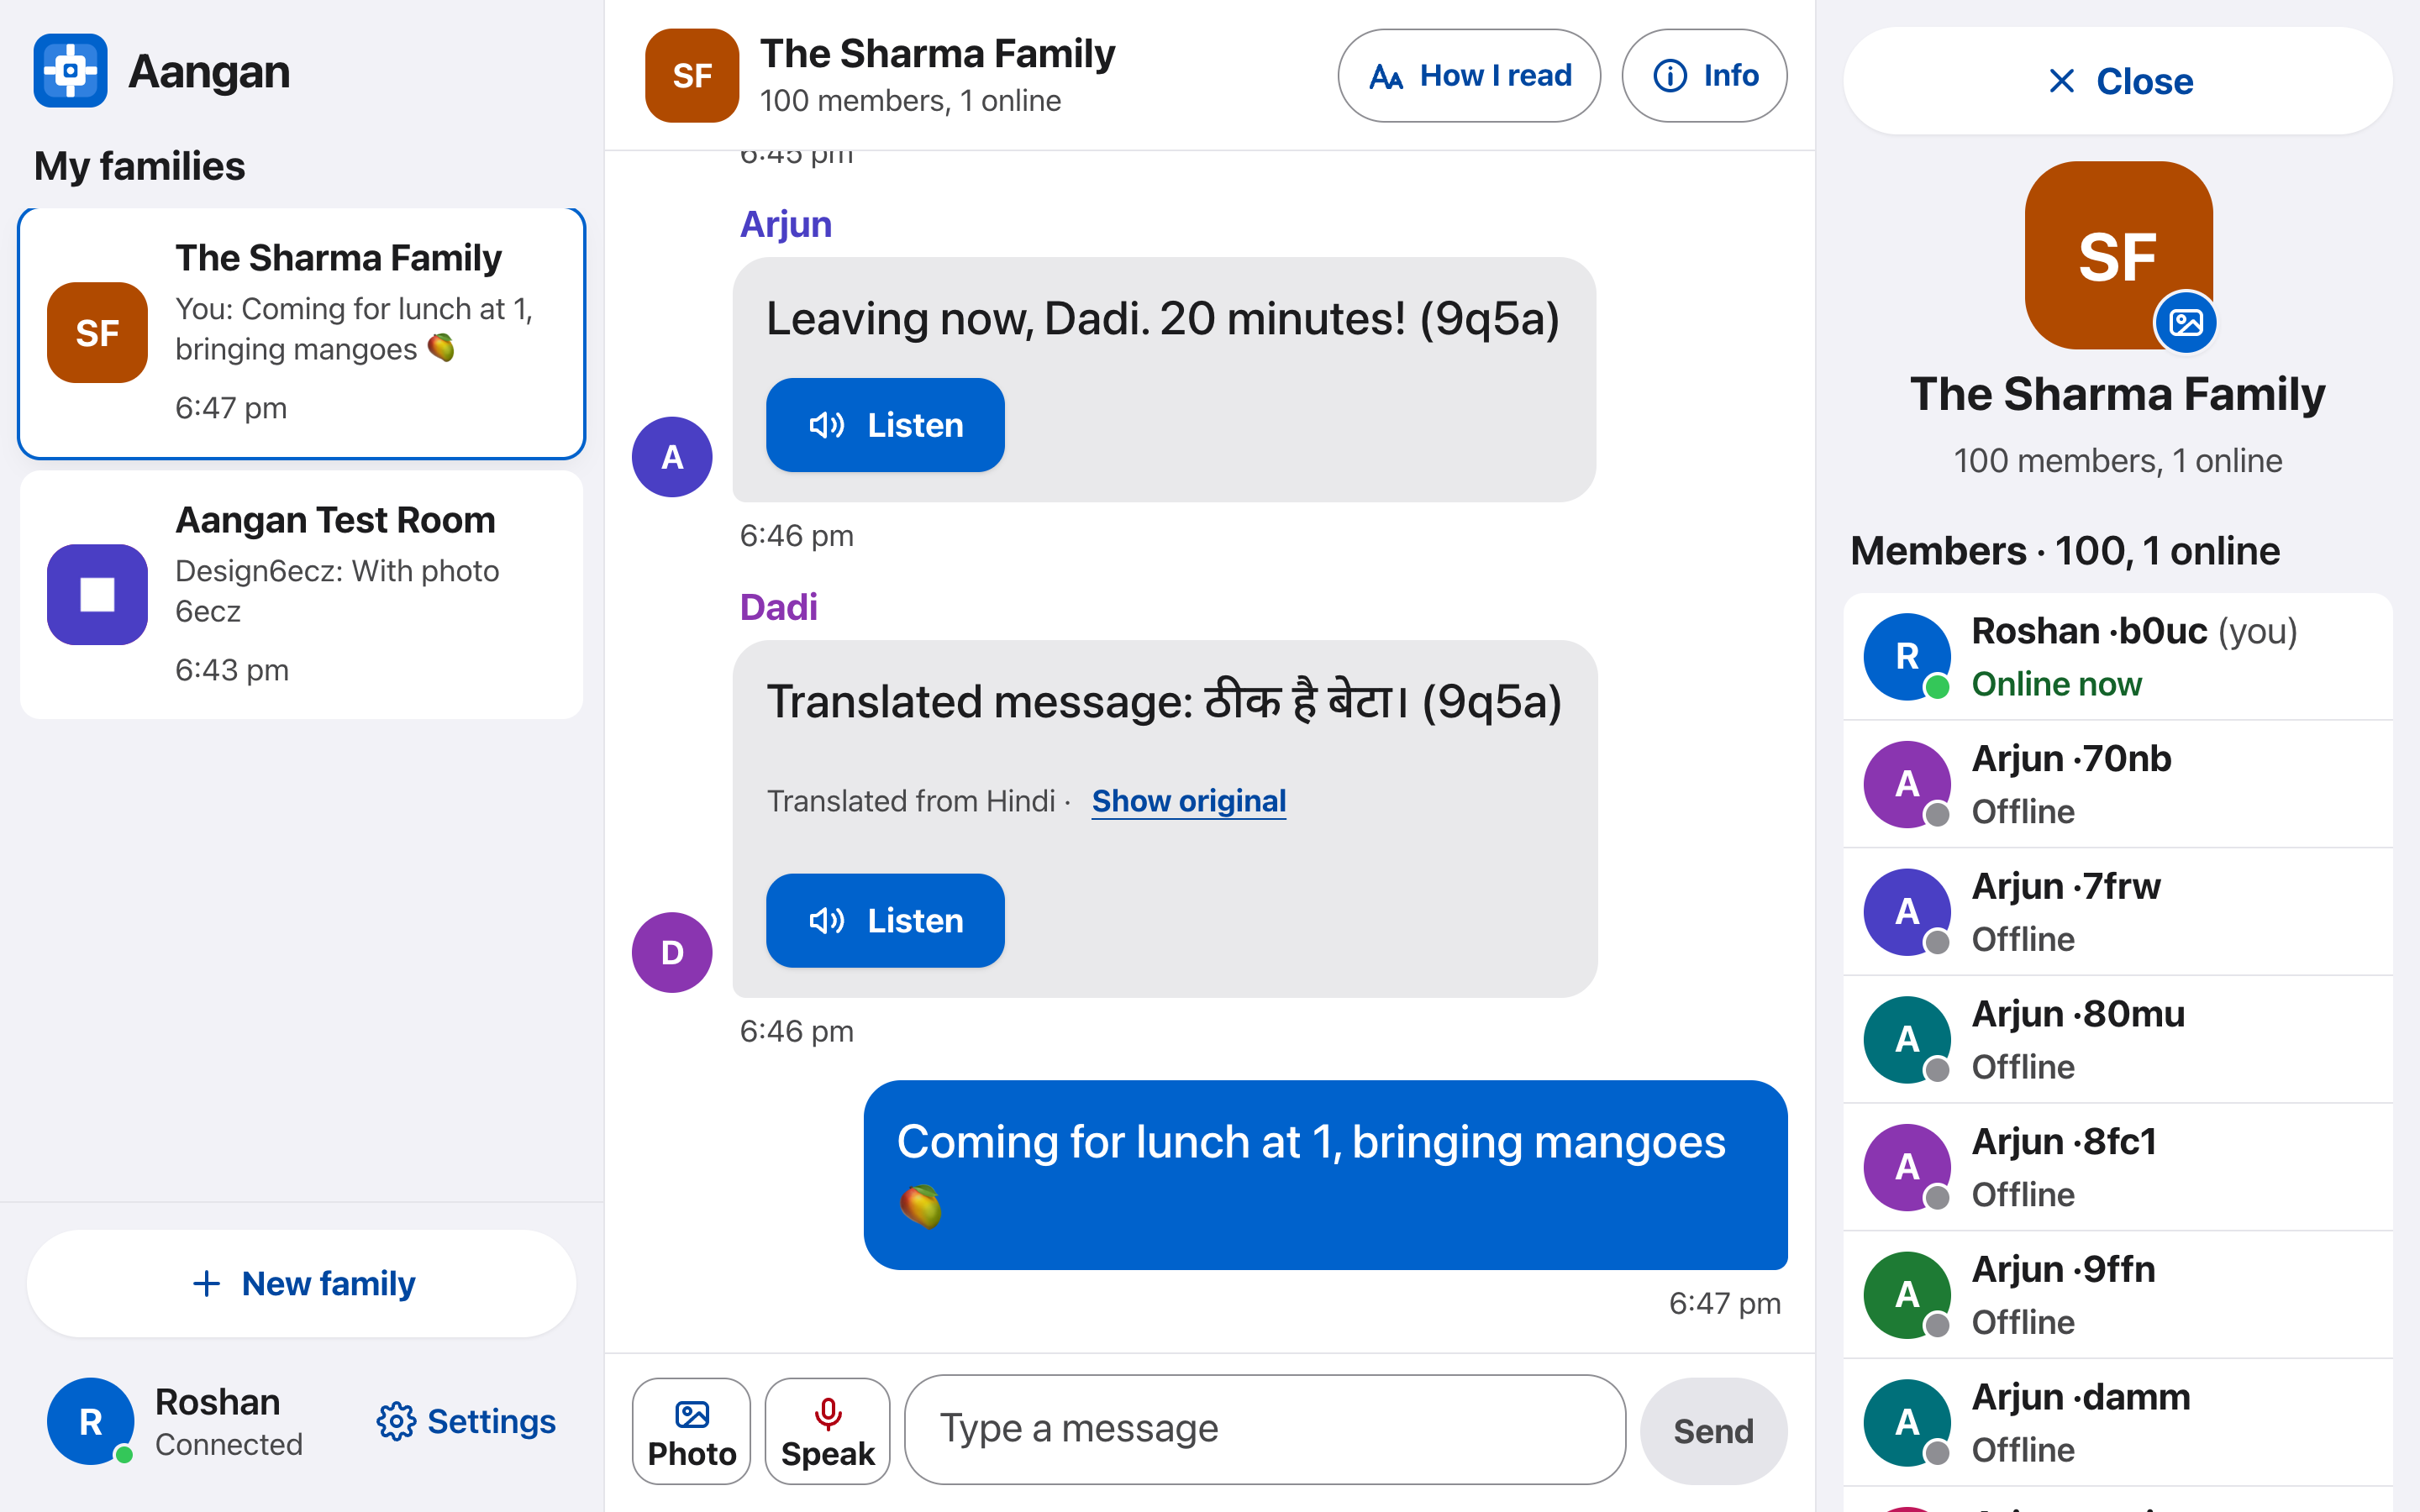 Aangan
My families
SF
The Sharma Family
You: Coming for lunch at 1,
bringing mangoes 🥭
6:47 pm
Aangan Test Room
Design6ecz: With photo
6ecz
6:43 pm
New family
R
Roshan
Connected
Settings
SF
The Sharma Family
100 members, 1 online
How I read
Info
6:45 pm
Arjun
Leaving now, Dadi. 20 minutes! (9q5a)
Listen
A
6:46 pm
Dadi
Translated message: ठीक है बेटा। (9q5a)
Translated from Hindi · Show original
Listen
D
6:46 pm
Coming for lunch at 1, bringing mangoes
🥭
6:47 pm
Photo
Speak
Type a message
Send
Close
SF
The Sharma Family
100 members, 1 online
Members · 100, 1 online
R
Roshan ·b0uc (you)
Online now
A
Arjun ·70nb
Offline
A
Arjun ·7frw
Offline
A
Arjun ·80mu
Offline
A
Arjun ·8fc1
Offline
A
Arjun ·9ffn
Offline
A
Arjun ·damm
Offline